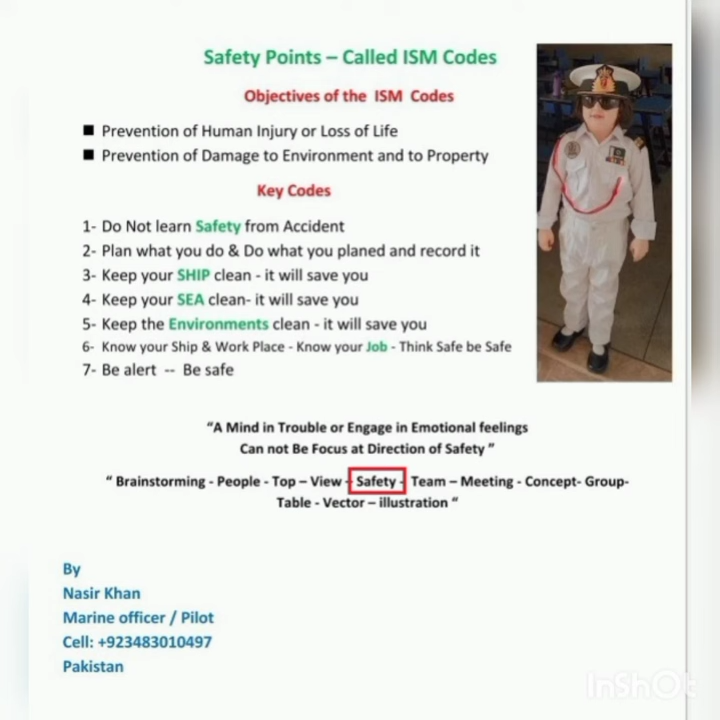 Safety Points – Called ISM Codes
Objectives of the ISM Codes
■ Prevention of Human Injury or Loss of Life
■ Prevention of Damage to Environment and to Property
Key Codes
1- Do Not learn Safety from Accident
2- Plan what you do & Do what you planed and record it
3- Keep your SHIP clean - it will save you
4- Keep your SEA clean- it will save you
5- Keep the Environments clean - it will save you
6- Know your Ship & Work Place - Know your Job - Think Safe be Safe
7- Be alert -- Be safe
“A Mind in Trouble or Engage in Emotional feelings
Can not Be Focus at Direction of Safety ”
“ Brainstorming - People - Top – View - Safety - Team – Meeting - Concept- Group-
Table - Vector – illustration “
By
Nasir Khan
Marine officer / Pilot
Cell: +923483010497
Pakistan
InShOt